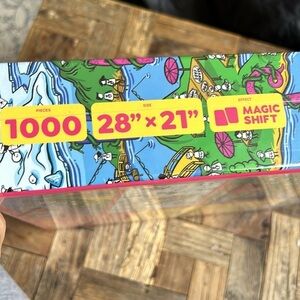 PIECES
1000
SIZE
28" × 21"
EFFECT
MAGIC
SHIFT